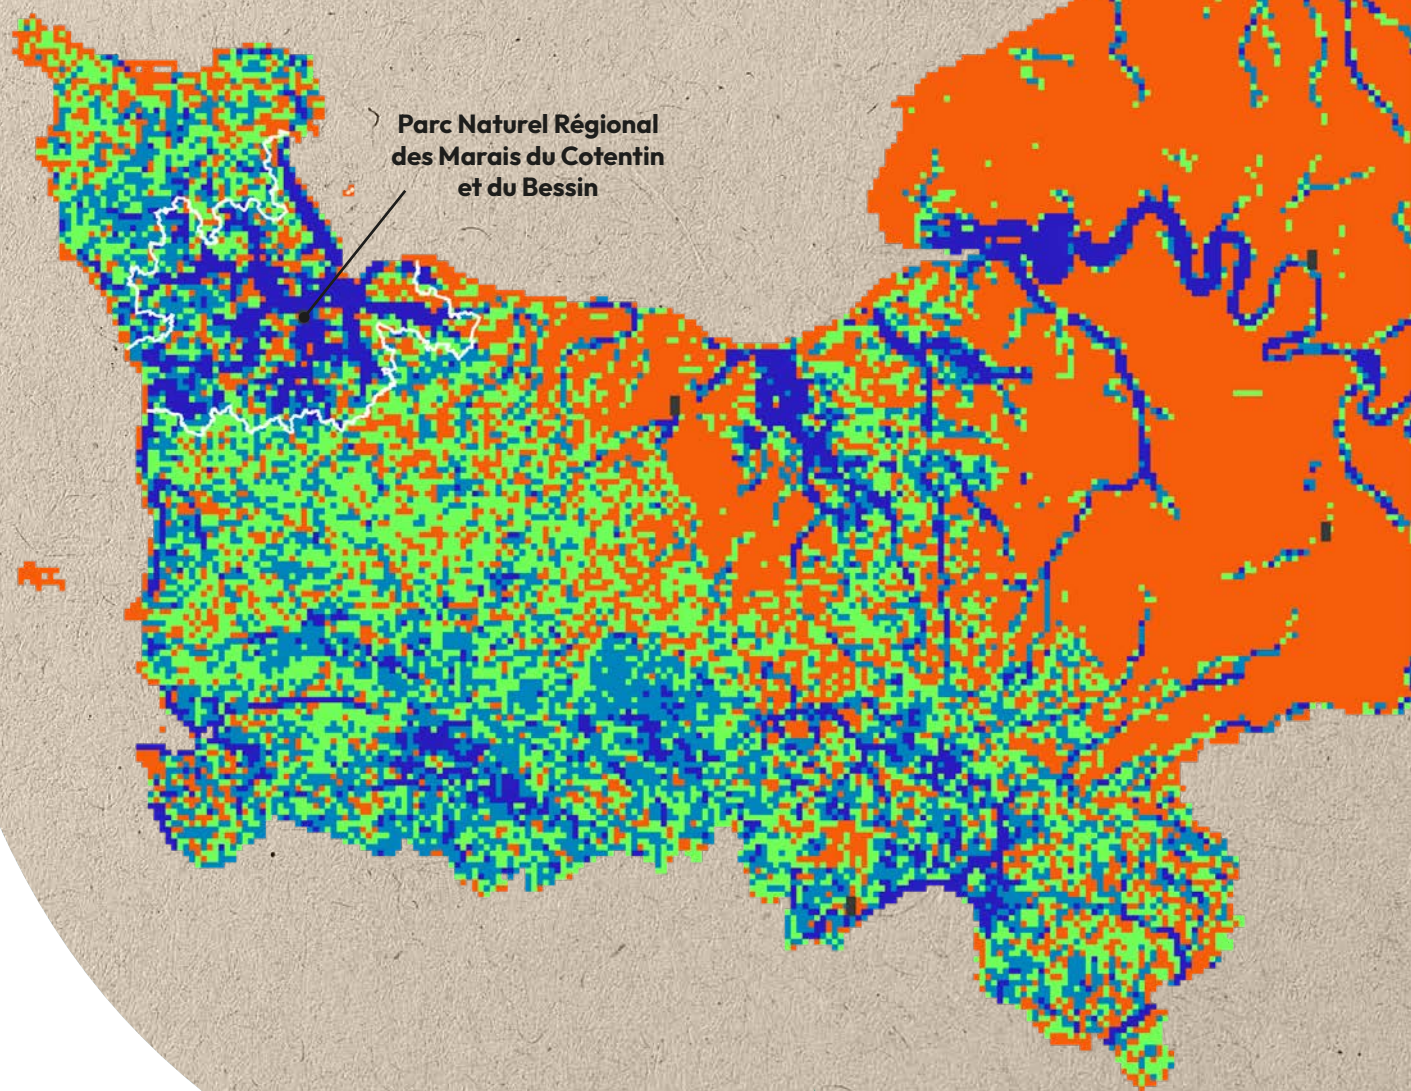 Parc Naturel Régional
des Marais du Cotentin
et du Bessin